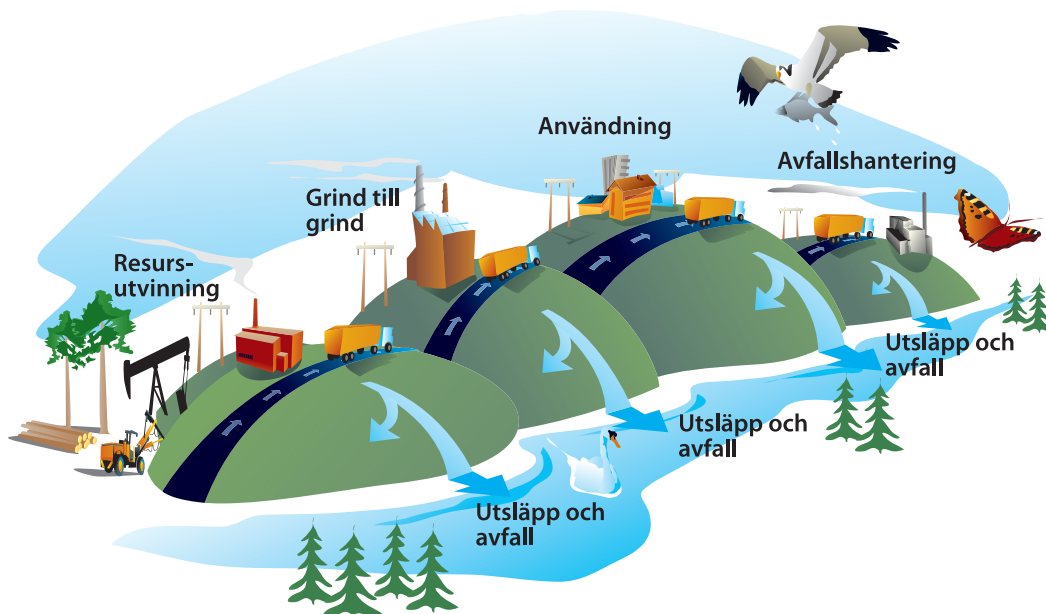 Användning
Avfallshantering
Grind till
grind
Resurs-
utvinning
Utsläpp och
avfall
Utsläpp och
avfall
Utsläpp och
avfall